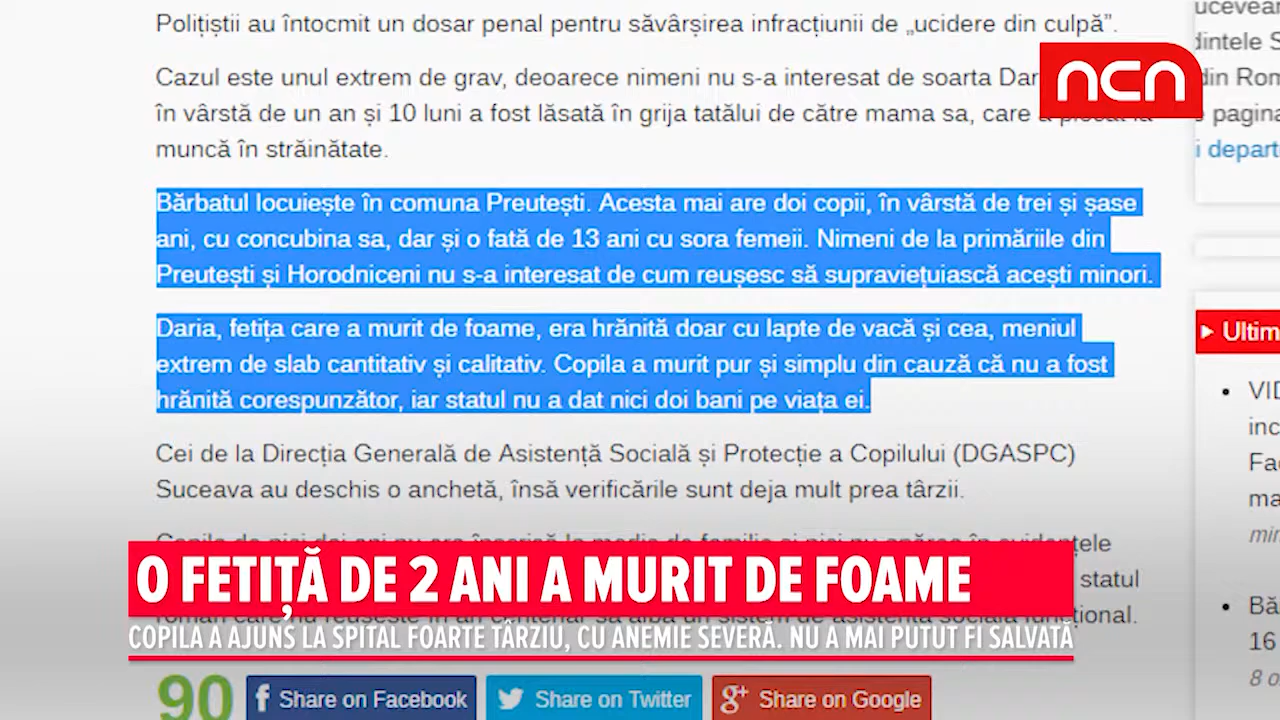 Polițiștii au întocmit un dosar penal pentru săvârșirea infracțiunii de „ucidere din culpă”.
Cazul este unul extrem de grav, deoarece nimeni nu s-a interesat de soarta
în vârstă de un an și 10 luni a fost lăsată în grija tatălui de către mama sa, care a
muncă în străinătate.
Bărbatul locuiește în comuna Preutești. Acesta mai are doi copii, în vârstă de trei și șase
ani, cu concubina sa, dar și o fată de 13 ani cu sora femeii. Nimeni de la primăriile din
Preutești și Horodniceni nu s-a interesat de cum reușesc să supraviețuiască acești minori.
Daria, fetița care a murit de foame, era hrănită doar cu lapte de vacă și cea, meniul
extrem de slab cantitativ și calitativ. Copila a murit pur și simplu din cauză că nu a fost
hrănită corespunzător, iar statul nu a dat nici doi bani pe viața ei.
Cei de la Direcția Generală de Asistență Socială și Protecție a Copilului (DGASPC)
Suceava au deschis o anchetă, însă verificările sunt deja mult prea târzii.
statul
ncn
O FETIȚĂ DE 2 ANI A MURIT DE FOAME
COPILA A AJUNS LA SPITAL FOARTE TÂRZIU, CU ANEMIE SEVERĂ. NU A MAI PUTUT FI SALVATĂ
90
Share on Facebook
Share on Twitter
Share on Google
din
pagina
depart
Ultim
VID
inc
ma
16